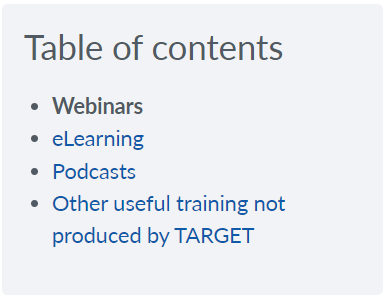 Table of contents
Webinars
eLearning
Podcasts
Other useful training not
produced by TARGET